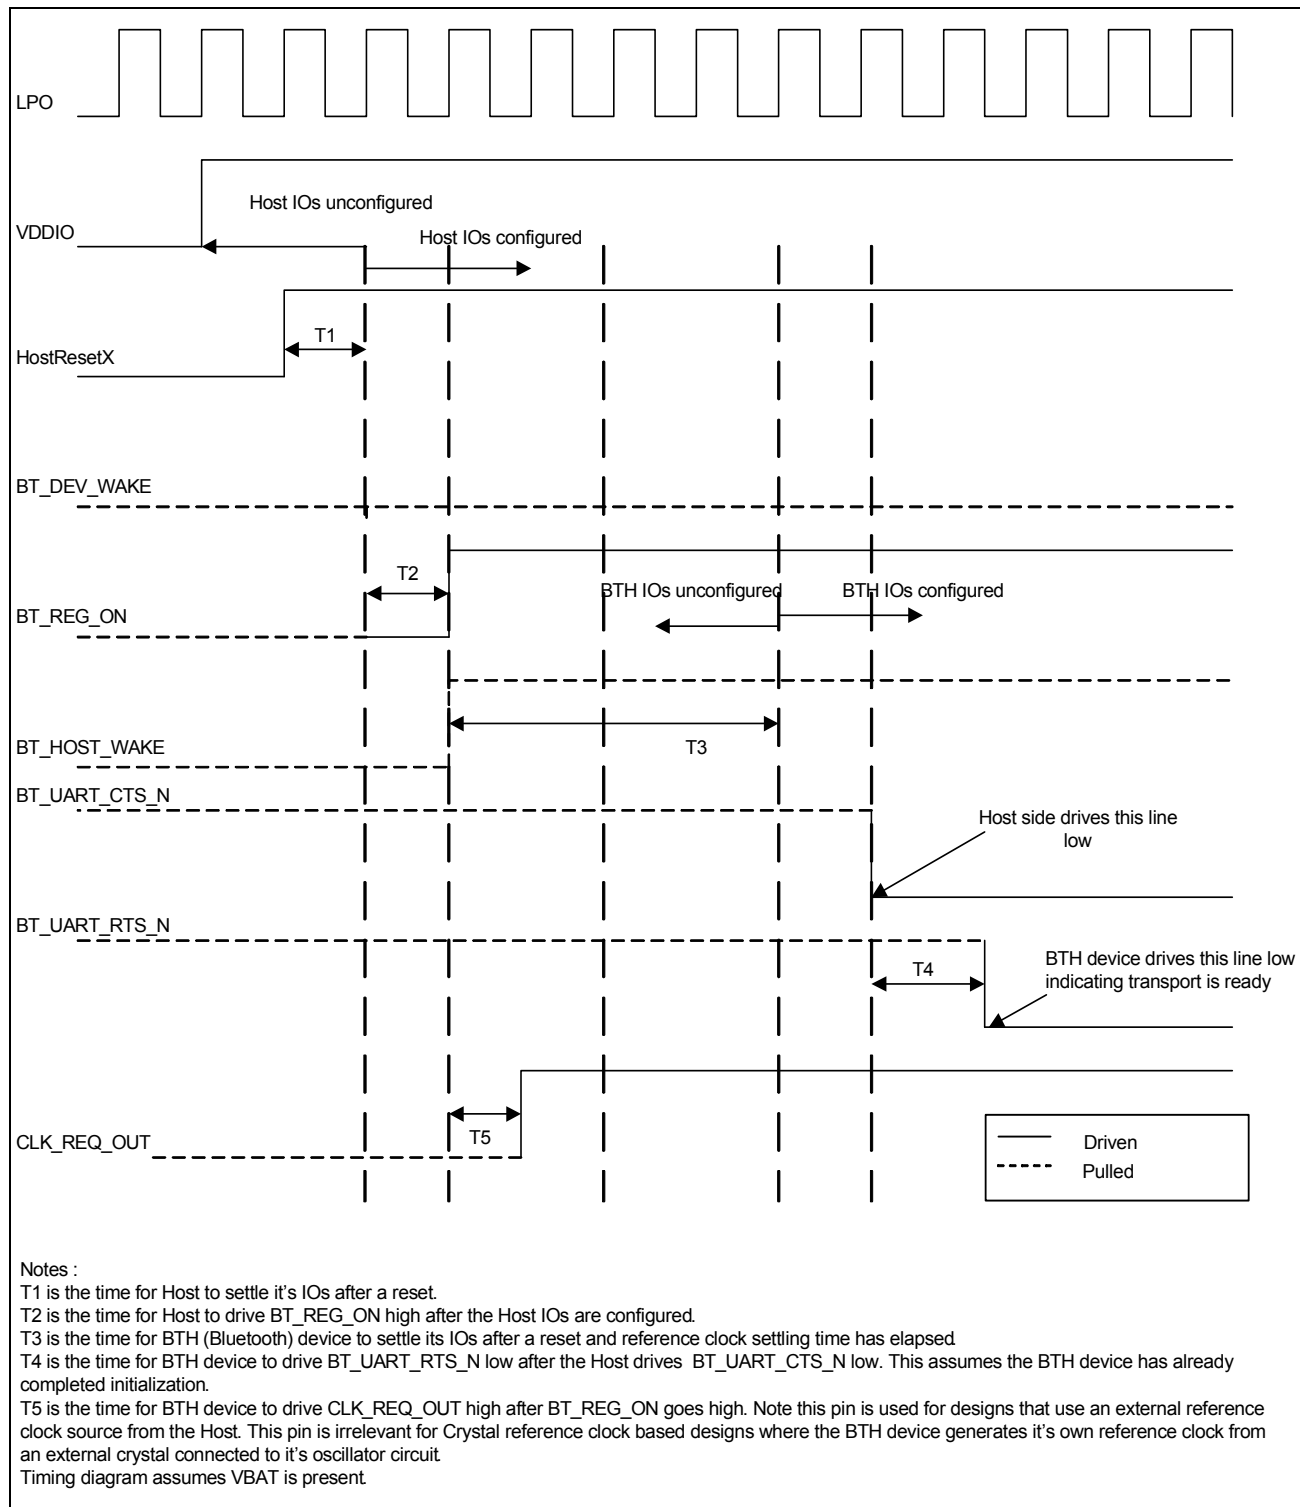 LPO
Host IOs unconfigured
VDDIO
Host IOs configured
T1
HostResetX
BT_DEV_WAKE
T2
BTH IOs unconfigured
BTH IOs configured
BT_REG_ON
T3
BT_HOST_WAKE
BT_UART_CTS_N
Host side drives this line
low
BT_UART_RTS_N
T4
BTH device drives this line low
indicating transport is ready
T5
CLK_REQ_OUT
Driven
Pulled
Notes :
T1 is the time for Host to settle it's IOs after a reset.
T2 is the time for Host to drive BT_REG_ON high after the Host IOs are configured.
T3 is the time for BTH (Bluetooth) device to settle its IOs after a reset and reference clock settling time has elapsed.
T4 is the time for BTH device to drive BT_UART_RTS_N low after the Host drives BT_UART_CTS_N low. This assumes the BTH device has already
completed initialization.
T5 is the time for BTH device to drive CLK_REQ_OUT high after BT_REG_ON goes high. Note this pin is used for designs that use an external reference
clock source from the Host. This pin is irrelevant for Crystal reference clock based designs where the BTH device generates it's own reference clock from
an external crystal connected to it's oscillator circuit.
Timing diagram assumes VBAT is present.